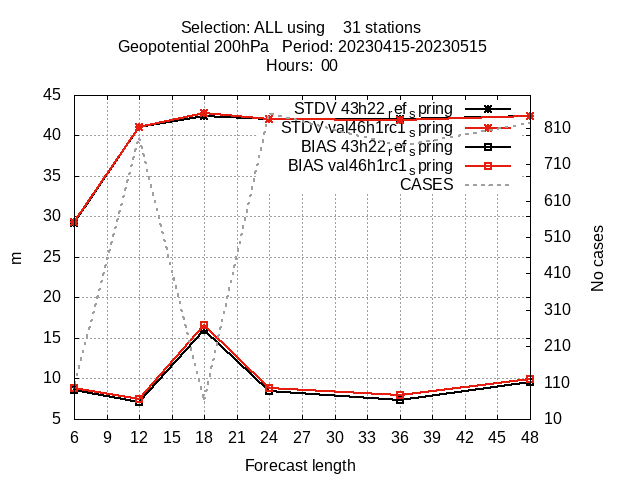 Selection: ALL using    31 stations
Geopotential 200hPa   Period: 20230415-20230515
Hours:  00
STDV 43h22_ref_spring
STDV val46h1rc1_spring
BIAS 43h22_ref_spring
BIAS val46h1rc1_spring
CASES
45
40
35
30
25
20
15
10
5
m
810
710
610
510
410
310
210
110
10
No cases
6 9 12 15 18 21 24 27 30 33 36 39 42 45 48
Forecast length